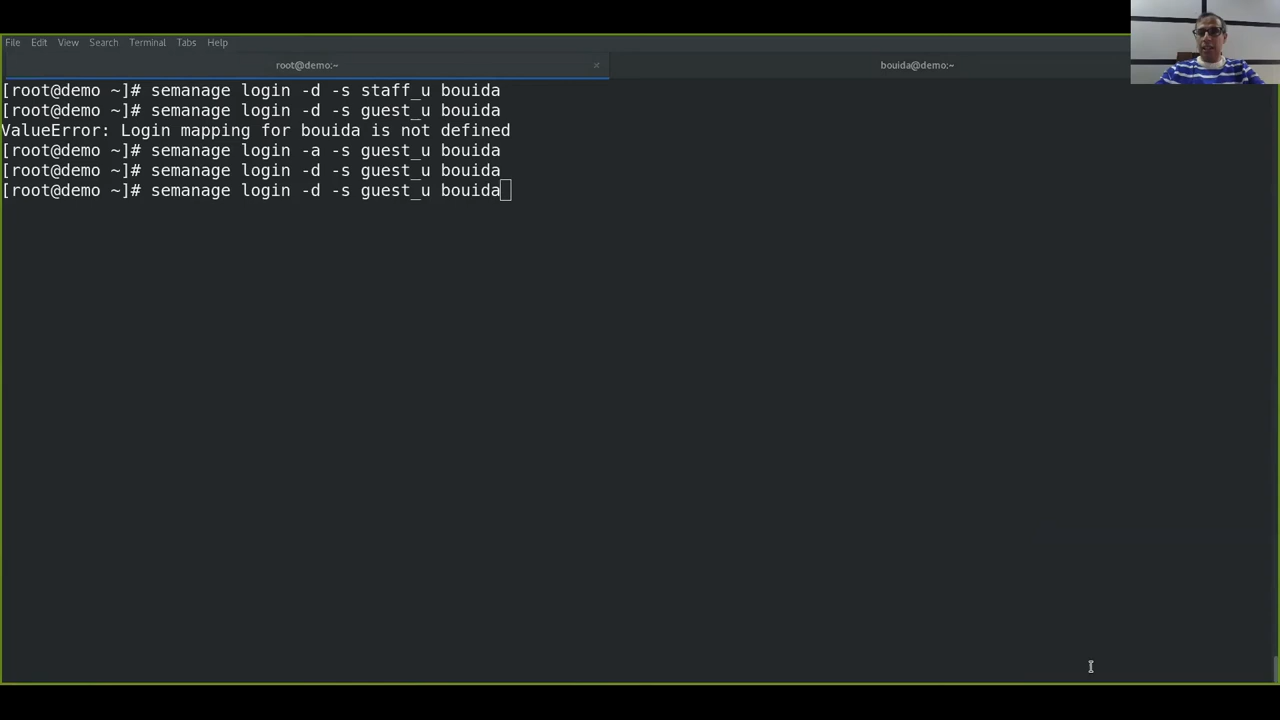 File Edit View Search Terminal Tabs Help
root@demo:~ × bouida@demo:~
[root@demo ~]# semanage login -d -s staff_u bouida
[root@demo ~]# semanage login -d -s guest_u bouida
ValueError: Login mapping for bouida is not defined
[root@demo ~]# semanage login -a -s guest_u bouida
[root@demo ~]# semanage login -d -s guest_u bouida
[root@demo ~]# semanage login -d -s guest_u bouida